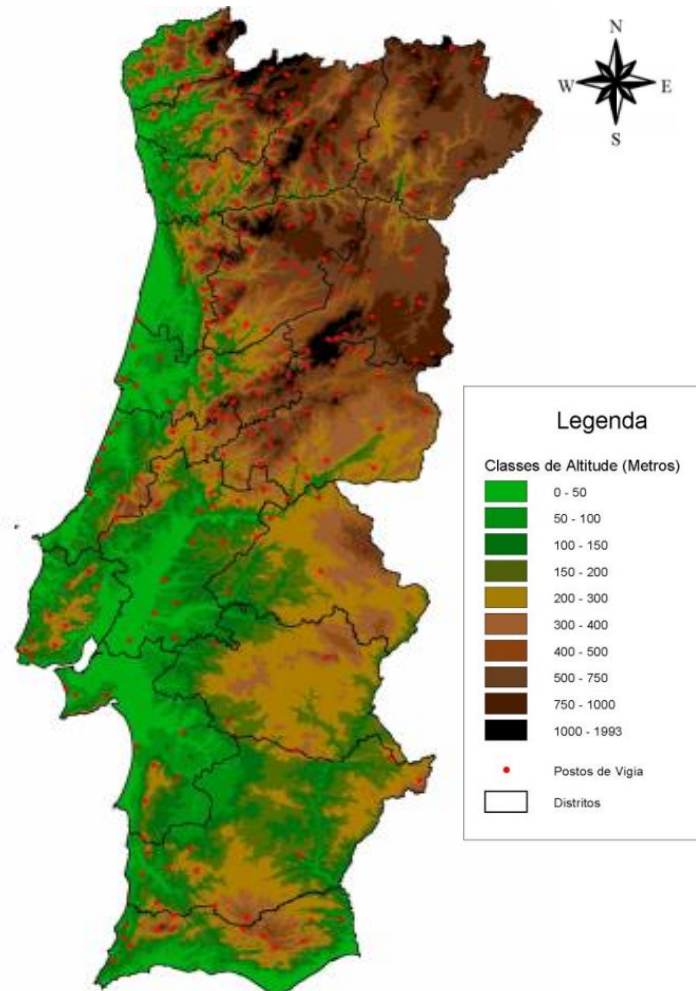 N
W E
S
Legenda
Classes de Altitude (Metros)
0 - 50
50 - 100
100 - 150
150 - 200
200 - 300
300 - 400
400 - 500
500 - 750
750 - 1000
1000 - 1993
Postos de Vigia
Distritos